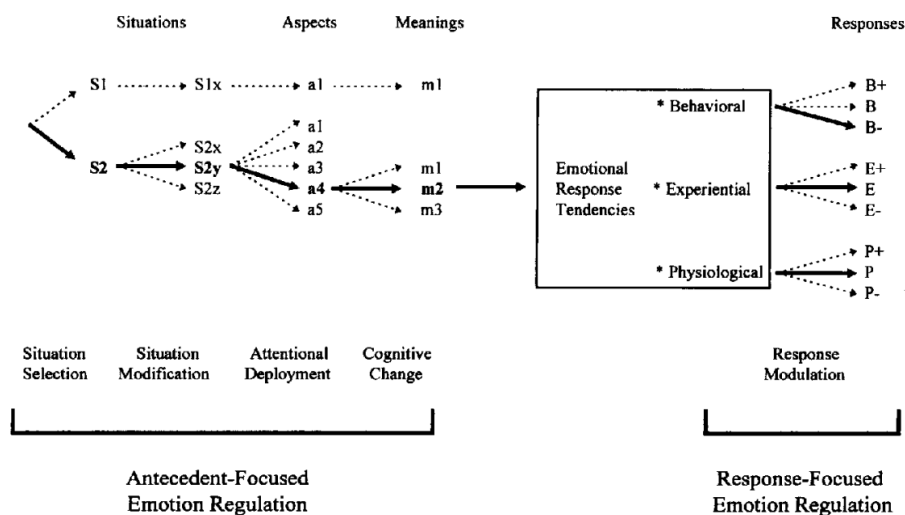 Situations Aspects Meanings Responses
S1 S1x a1 m1 B+
* Behavioral B
a1 B-
S2x a2
S2 S2y a3 m1 Emotional E+
a4 m2 Response * Experiential E
S2z a5 m3 Tendencies E-
P+
* Physiological P
P-
Situation Situation Attentional Cognitive Response
Selection Modification Deployment Change Modulation
Antecedent-Focused Response-Focused
Emotion Regulation Emotion Regulation